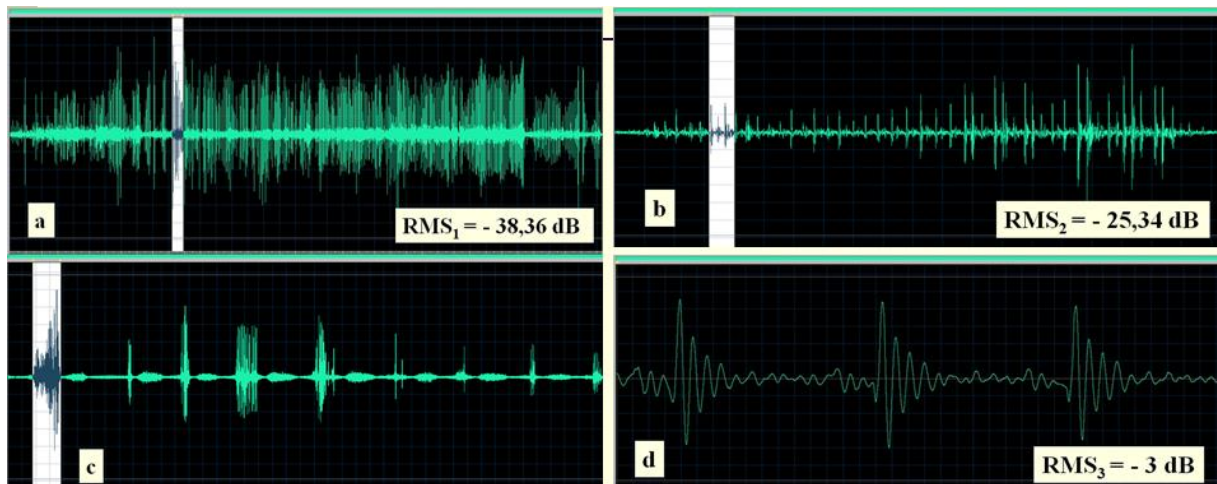 a
RMS₁ = - 38,36 dB
b
RMS₂ = - 25,34 dB
c
d
RMS₃ = - 3 dB